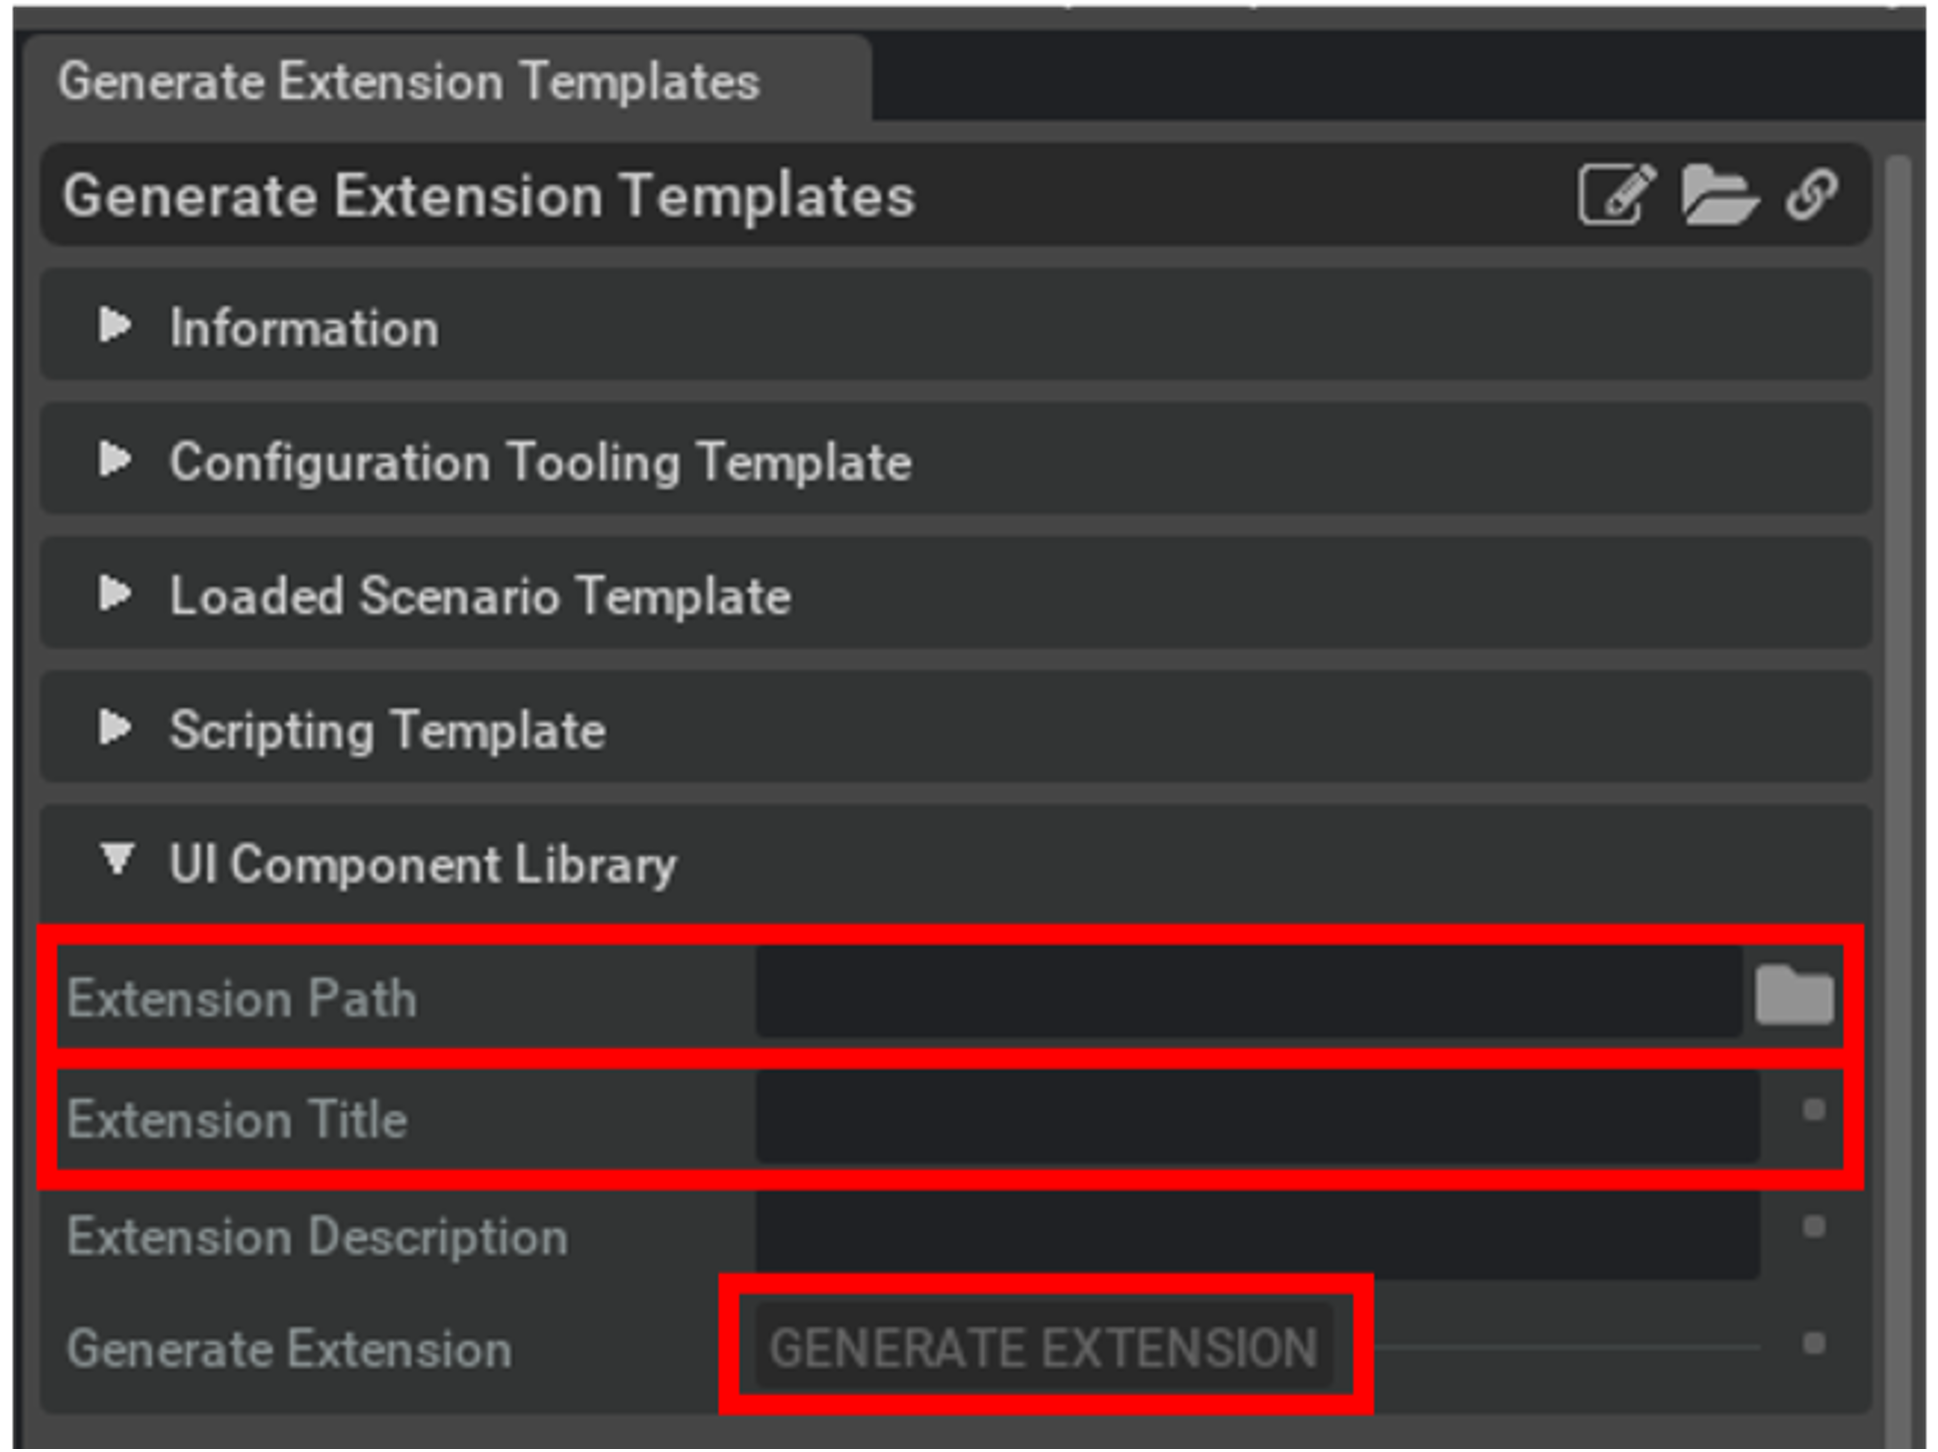 Generate Extension Templates
Generate Extension Templates
Information
Configuration Tooling Template
Loaded Scenario Template
Scripting Template
UI Component Library
Extension Path
Extension Title
Extension Description
Generate Extension GENERATE EXTENSION